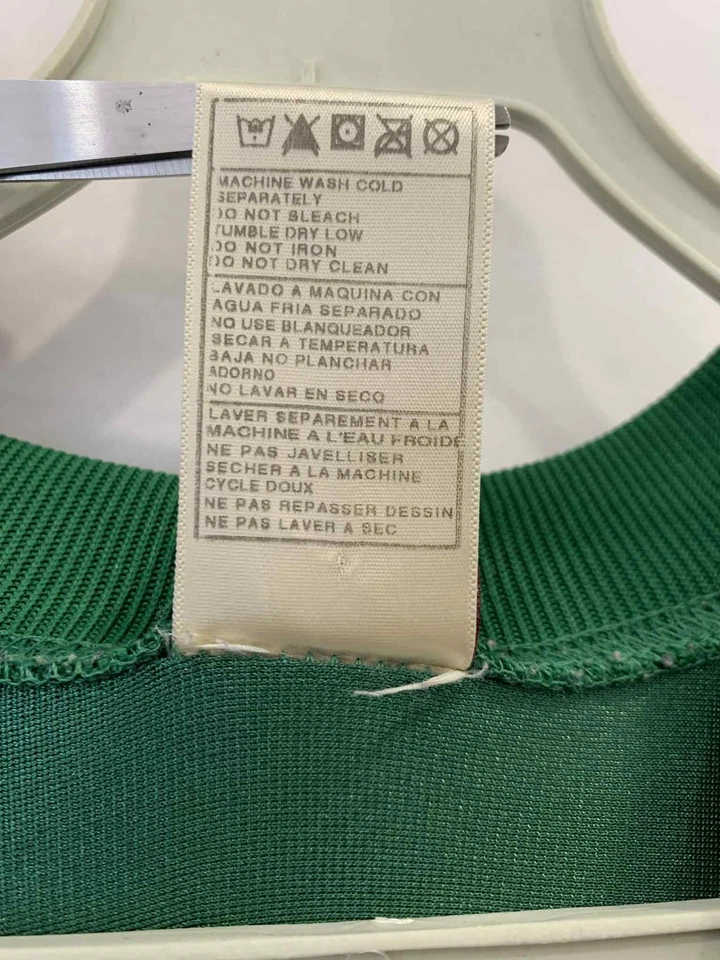 MACHINE WASH COLD
SEPARATELY
DO NOT BLEACH
TUMBLE DRY LOW
DO NOT IRON
DO NOT DRY CLEAN
LAVADO A MAQUINA CON
AGUA FRIA SEPARADO
NO USE BLANQUEADOR
SECAR A TEMPERATURA
BAJA NO PLANCHAR
ADORNO
NO LAVAR EN SECO
LAVER SEPAREMENT A LA
MACHINE A L'EAU FROIDE
NE PAS JAVELLISER
SECHER A LA MACHINE
CYCLE DOUX
NE PAS REPASSER DESSIN
NE PAS LAVER A SEC